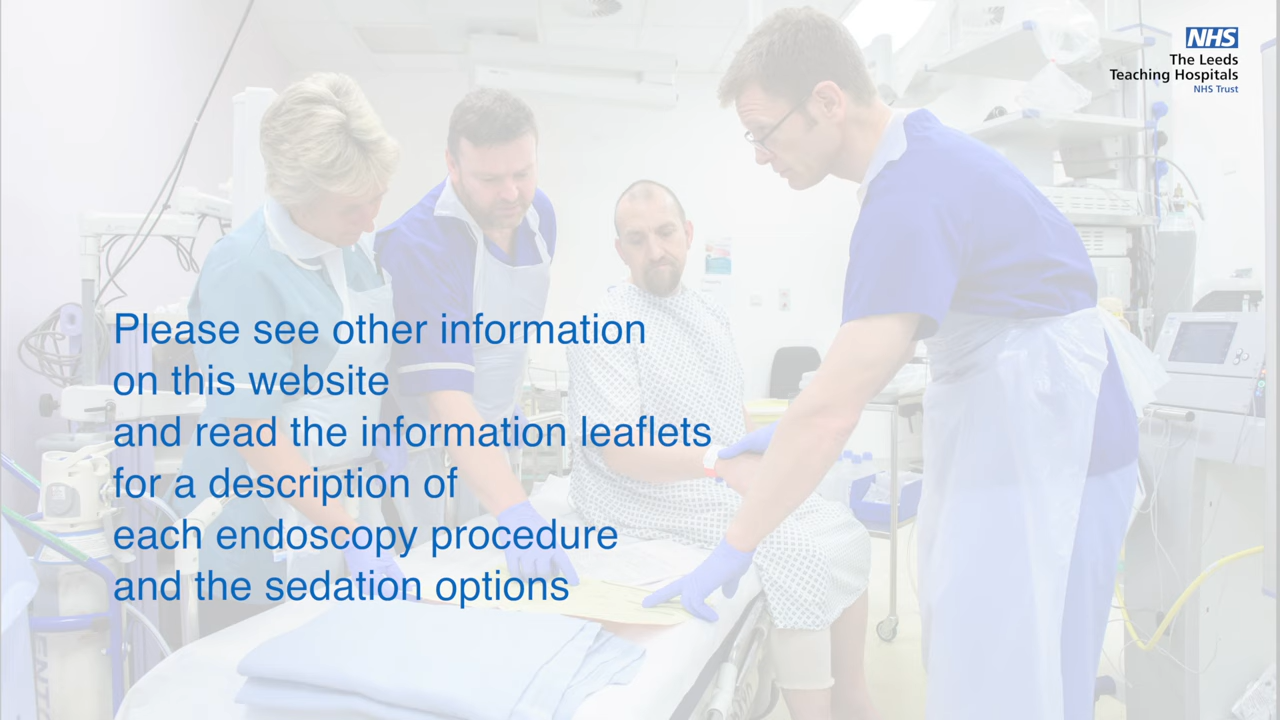 NHS
The Leeds
Teaching Hospitals
NHS Trust
Please see other information
on this website
and read the information leaflets
for a description of
each endoscopy procedure
and the sedation options